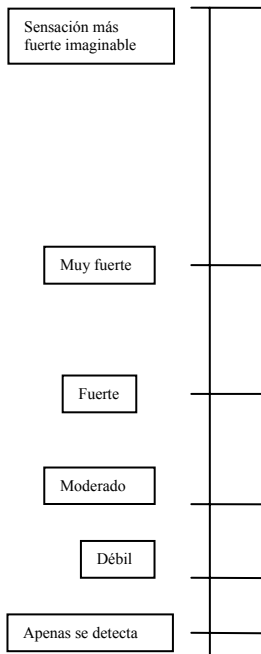 Sensación más
fuerte imaginable
Muy fuerte
Fuerte
Moderado
Débil
Apenas se detecta